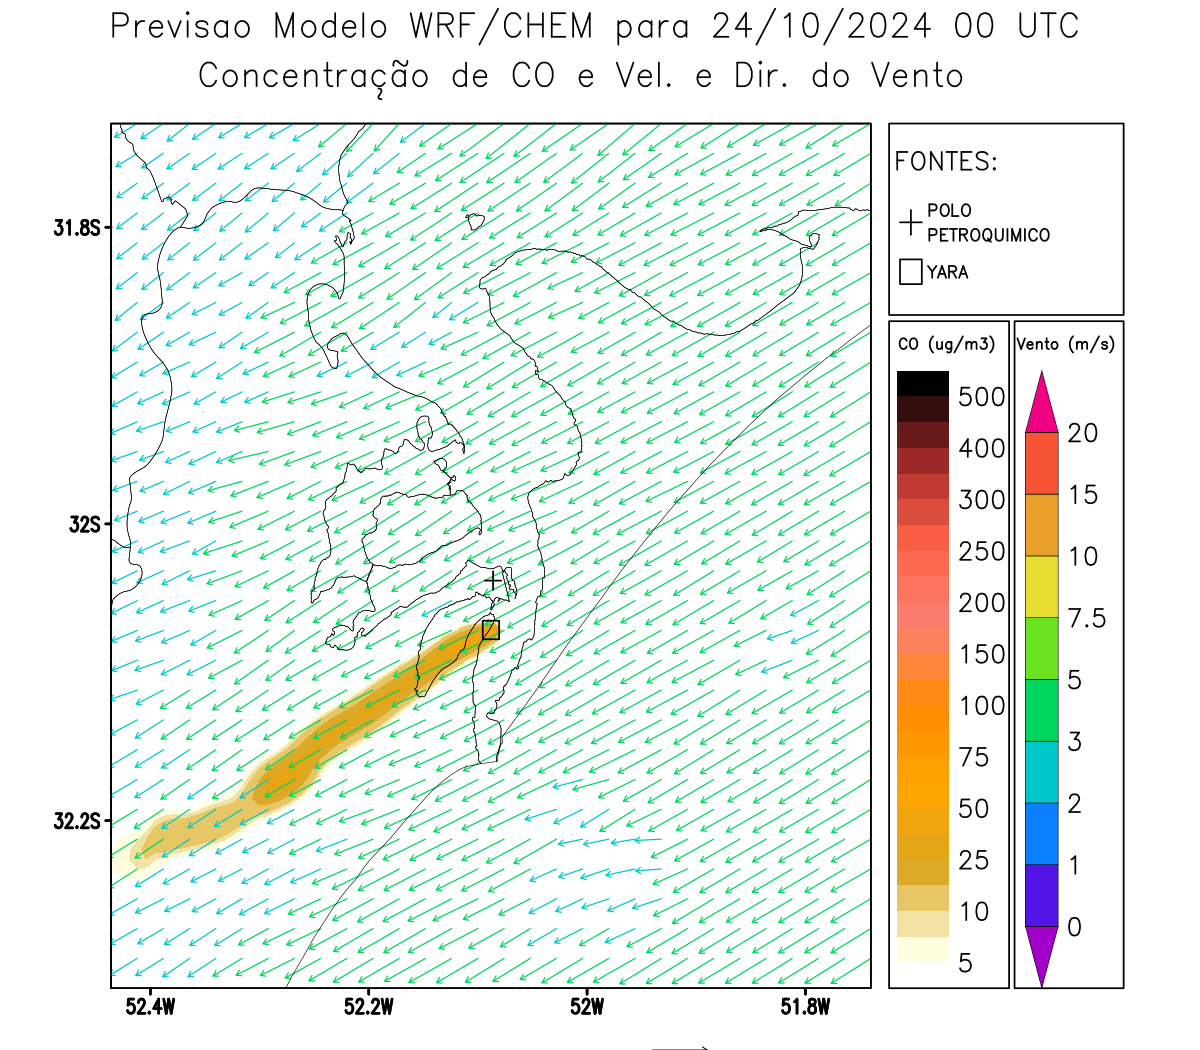 Previsao Modelo WRF/CHEM para 24/10/2024 00 UTC
Concentração de CO e Vel. e Dir. do Vento
FONTES:
POLO
PETROQUIMICO
YARA
31.8S
32S
32.2S
52.4W
52.2W
52W
51.8W
CO (ug/m3)
500
400
300
250
200
150
100
75
50
25
10
5
Vento (m/s)
20
15
10
7.5
5
3
2
1
0